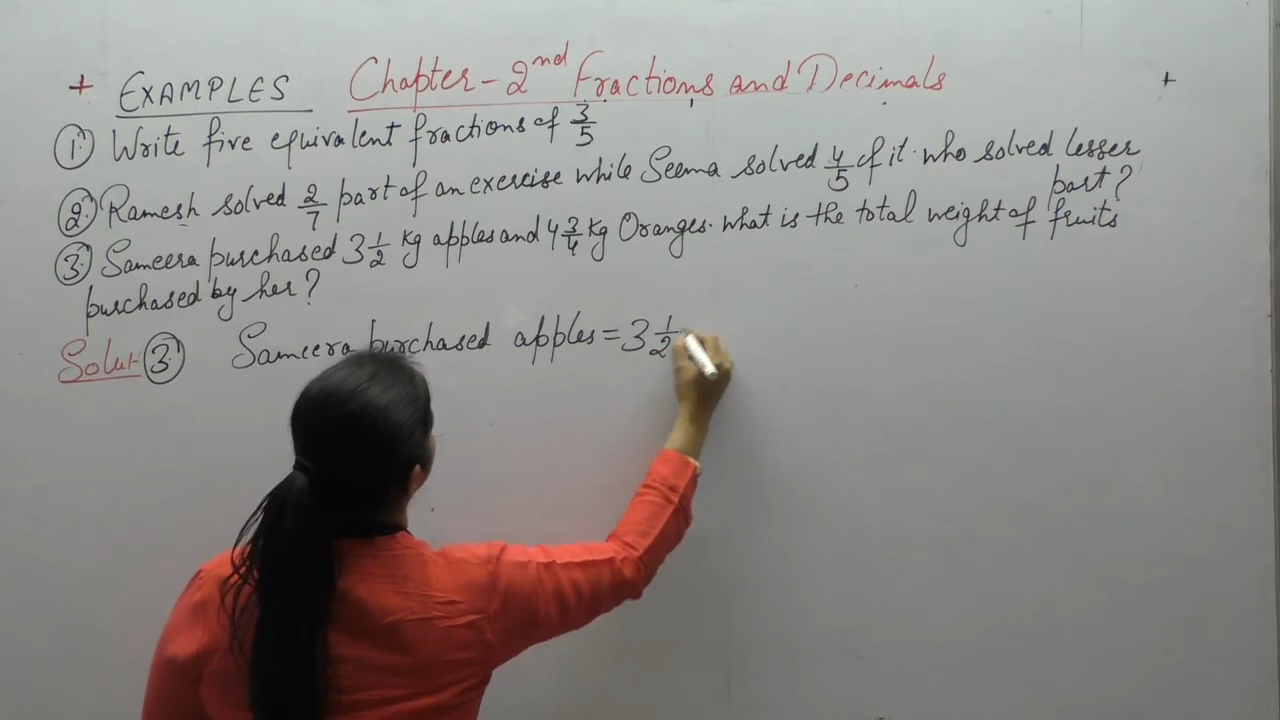 + EXAMPLES Chapter-2nd Fractions and Decimals +
① Write five equivalent fractions of 3/5
② Ramesh solved 2/7 part of an exercise while Seema solved 4/5 of it. who solved lesser
part?
③ Sameera purchased 3 1/2 kg apples and 4 3/4 kg Oranges. what is the total weight of fruits
purchased by her?
Solut- ③ Sameera purchased apples = 3 1/2